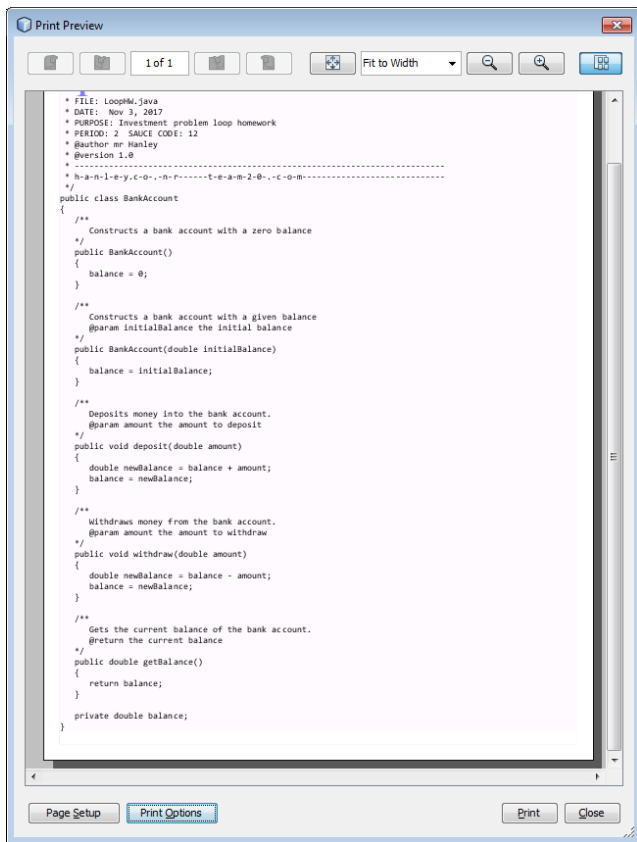 Print Preview
1 of 1
Fit to Width
* FILE: LoopHW.java
* DATE:  Nov 3, 2017
* PURPOSE: Investment problem loop homework
* PERIOD: 2  SAUCE CODE: 12
* @author mr Hanley
* @version 1.0
* -------------------------------------------------------------------------
* h-a-n-l-e-y.c-o-.-n-r------t-e-a-m-2-0-.-c-o-m----------------------------
*/
public class BankAccount
{
   /**
      Constructs a bank account with a zero balance
   */
   public BankAccount()
   {
      balance = 0;
   }

   /**
      Constructs a bank account with a given balance
      @param initialBalance the initial balance
   */
   public BankAccount(double initialBalance)
   {
      balance = initialBalance;
   }

   /**
      Deposits money into the bank account.
      @param amount the amount to deposit
   */
   public void deposit(double amount)
   {
      double newBalance = balance + amount;
      balance = newBalance;
   }

   /**
      Withdraws money from the bank account.
      @param amount the amount to withdraw
   */
   public void withdraw(double amount)
   {
      double newBalance = balance - amount;
      balance = newBalance;
   }

   /**
      Gets the current balance of the bank account.
      @return the current balance
   */
   public double getBalance()
   {
      return balance;
   }

   private double balance;
}
Page Setup
Print Options
Print
Close